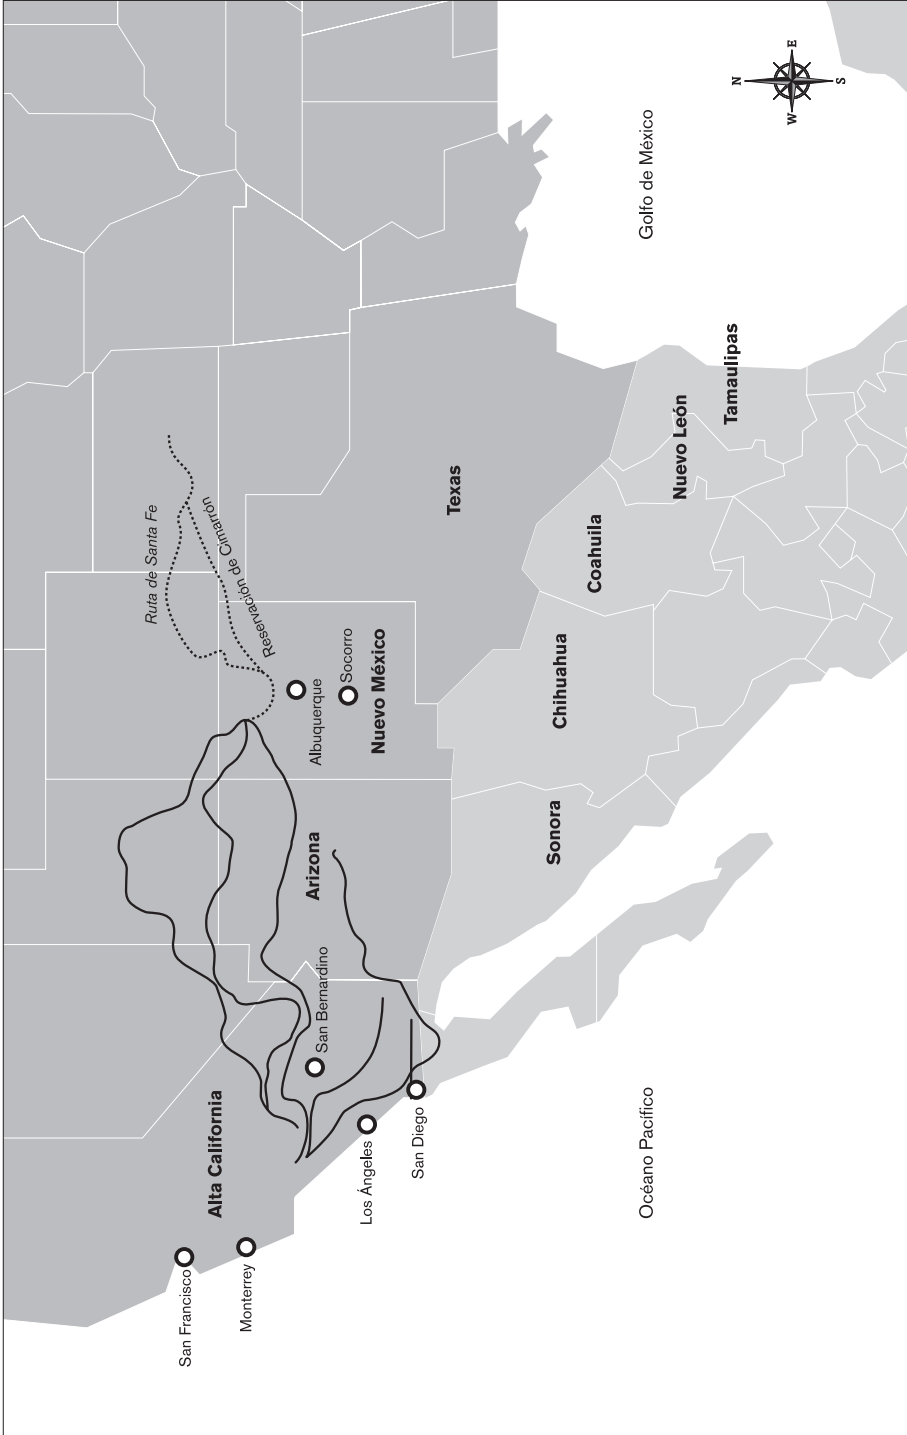 Ruta de Santa Fe
Reservación de Cimarrón
San Francisco
Monterrey
Alta California
San Bernardino
Los Ángeles
San Diego
Arizona
Albuquerque
Socorro
Nuevo México
Texas
Sonora
Chihuahua
Coahuila
Nuevo León
Tamaulipas
Golfo de México
Océano Pacífico
N
W
E
S